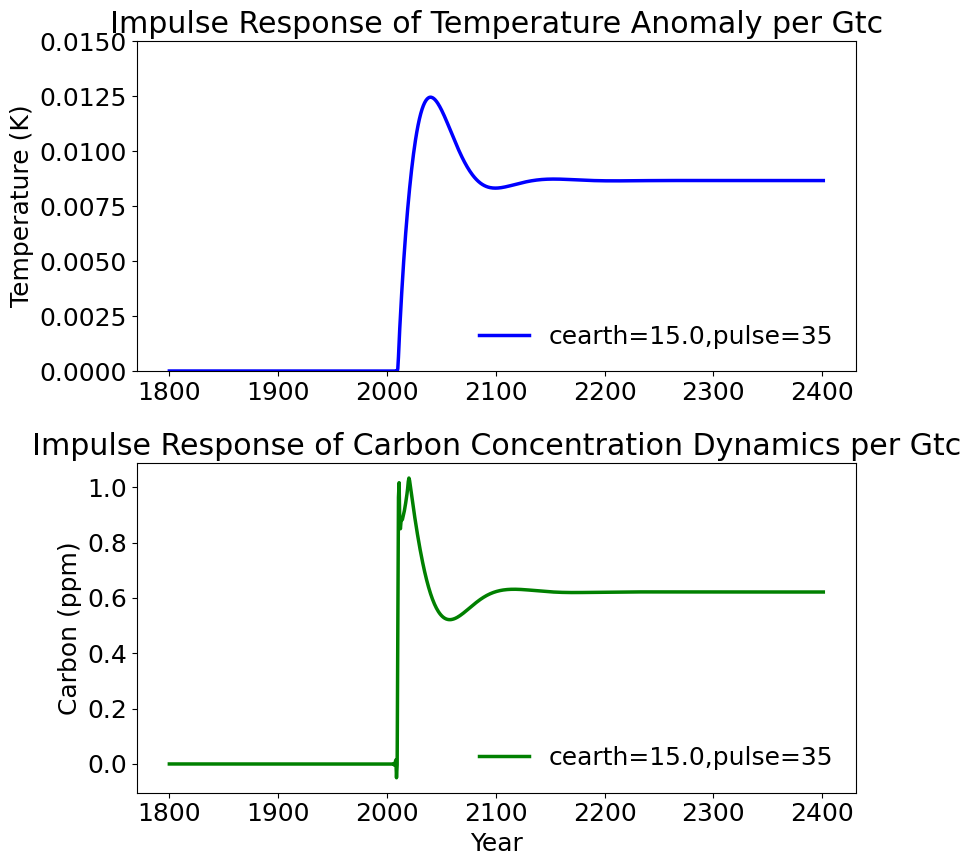 Impulse Response of Temperature Anomaly per Gtc
0.0150
0.0125
0.0100
0.0075
0.0050
0.0025
0.0000
Temperature (K)
cearth=15.0,pulse=35
1800 1900 2000 2100 2200 2300 2400
Impulse Response of Carbon Concentration Dynamics per Gtc
1.0
0.8
0.6
0.4
0.2
0.0
Carbon (ppm)
cearth=15.0,pulse=35
1800 1900 2000 2100 2200 2300 2400
Year